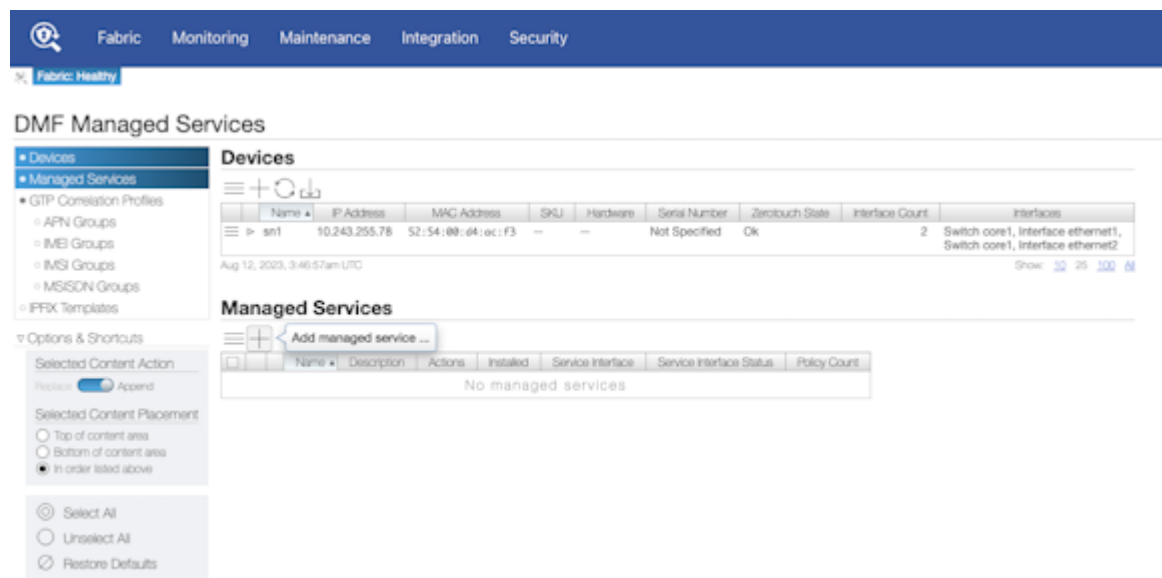 Fabric Monitoring Maintenance Integration Security
Fabric: Healthy
DMF Managed Services
Devices
Managed Services
GTP Correlation Profiles
APN Groups
IMEI Groups
IMSI Groups
MSISDN Groups
IPFIX Templates
Options & Shortcuts
Selected Content Action
Replace Append
Selected Content Placement
Top of content area
Bottom of content area
In order listed above
Select All
Unselect All
Restore Defaults
Devices
Name IP Address MAC Address SKU Hardware Serial Number Zerotouch State Interface Count Interfaces
sn1 10.243.255.78 52:54:00:d4:ac:f3 — — Not Specified Ok 2 Switch core1, Interface ethernet1,
Switch core1, Interface ethernet2
Aug 12, 2023, 3:46:57am UTC Show: 10 25 100 All
Managed Services
Add managed service ...
Name Description Actions Installed Service Interface Service Interface Status Policy Count
No managed services